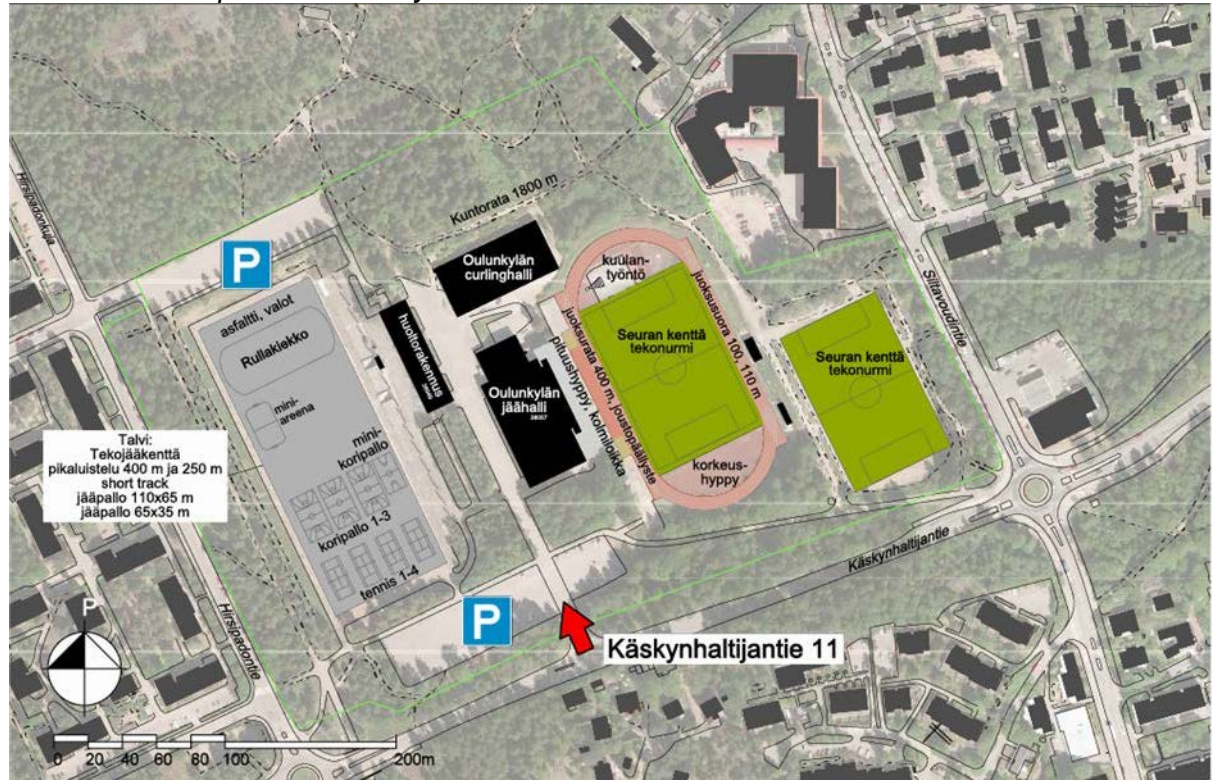 Hirsipadonkuja
Kuntorata 1800 m
P
Oulunkylän
curlinghalli
kuulan-
työntö
juoksusuora 100, 110 m
Siltavoudintie
asfaltti, valot
Rullakiekko
huoltorakennus
juoksurata 400 m, joustopäällyste
pituushyppy, kolmiloikka
Seuran kenttä
tekonurmi
Seuran kenttä
tekonurmi
mini-
areena
Oulunkylän
jäähalli
Talvi:
Tekojääkenttä
pikaluistelu 400 m ja 250 m
short track
jääpallo 110x65 m
jääpallo 65x35 m
mini-
koripallo
koripallo 1-3
tennis 1-4
korkeus-
hyppy
Käskynhaltijantie
Hirsipadontie
P
P
Käskynhaltijantie 11
0 20 40 60 80 100 200m